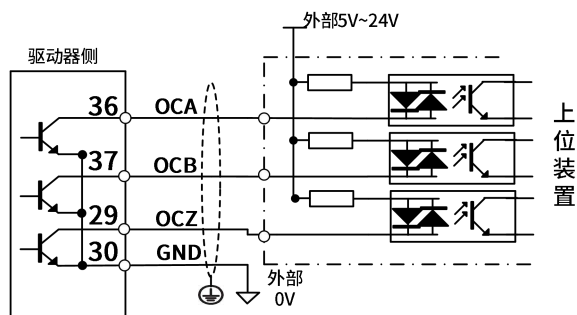 外部5V~24V
驱动器侧
36 OCA
37 OCB
29 OCZ
30 GND
上位装置
外部
0V